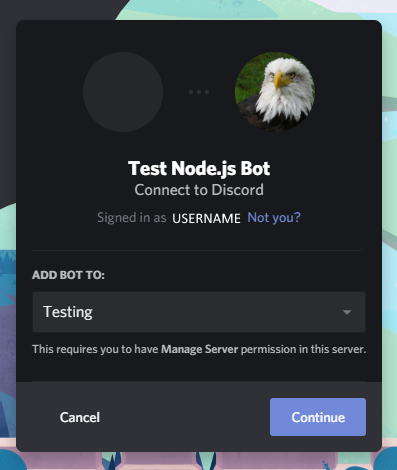 Test Node.js Bot
Connect to Discord
Signed in as USERNAME Not you?
ADD BOT TO:
Testing
This requires you to have Manage Server permission in this server.
Cancel
Continue